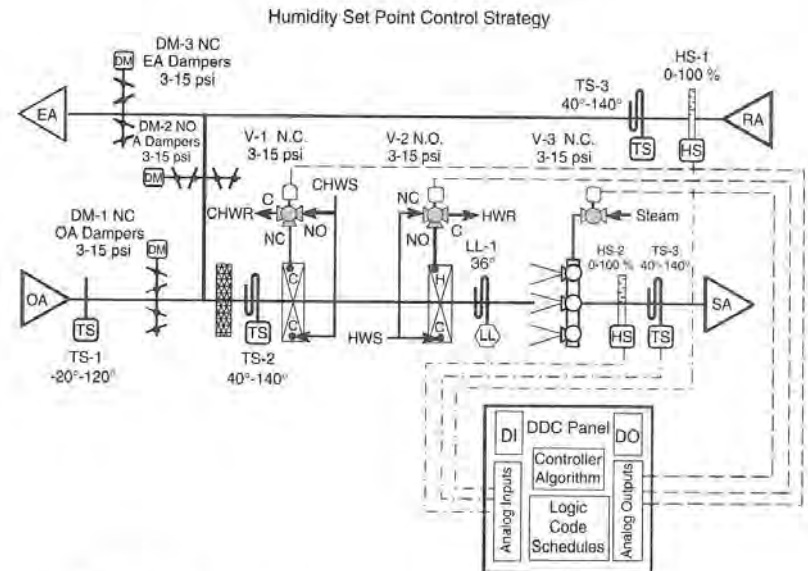 Humidity Set Point Control Strategy
DM-3 NC
EA Dampers
3-15 psi
DM
EA
HS-1
0-100 %
TS-3
40°-140°
TS
HS
RA
DM-2 NO
A Dampers
3-15 psi
DM
V-1 N.C.
3-15 psi
V-2 N.O.
3-15 psi
V-3 N.C.
3-15 psi
CHWS
C
CHWR
NC
NO
NC
C
HWR
NO
Steam
DM-1 NC
OA Dampers
3-15 psi
DM
LL-1
36°
HS-2
0-100 %
TS-3
40°-140°
OA
C
C
H
C
SA
TS
TS
HWS
LL
HS
TS
TS-1
-20°-120°
TS-2
40°-140°
DDC Panel
DI
DO
Controller
Algorithm
Analog Inputs
Logic
Code
Schedules
Analog Outputs